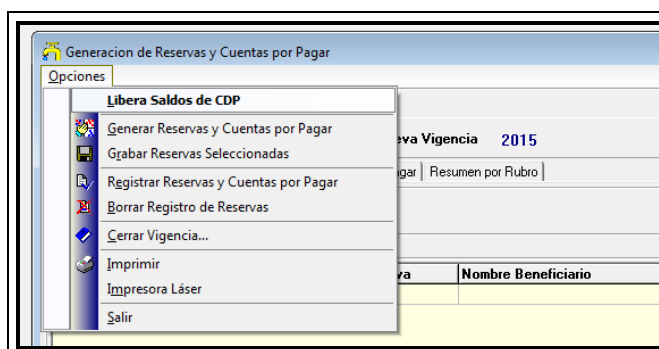 Generacion de Reservas y Cuentas por Pagar
Opciones
Libera Saldos de CDP
Generar Reservas y Cuentas por Pagar
eva Vigencia 2015
Grabar Reservas Seleccionadas
gar Resumen por Rubro
Registrar Reservas y Cuentas por Pagar
Borrar Registro de Reservas
Cerrar Vigencia...
Imprimir
va Nombre Beneficiario
Impresora Láser
Salir